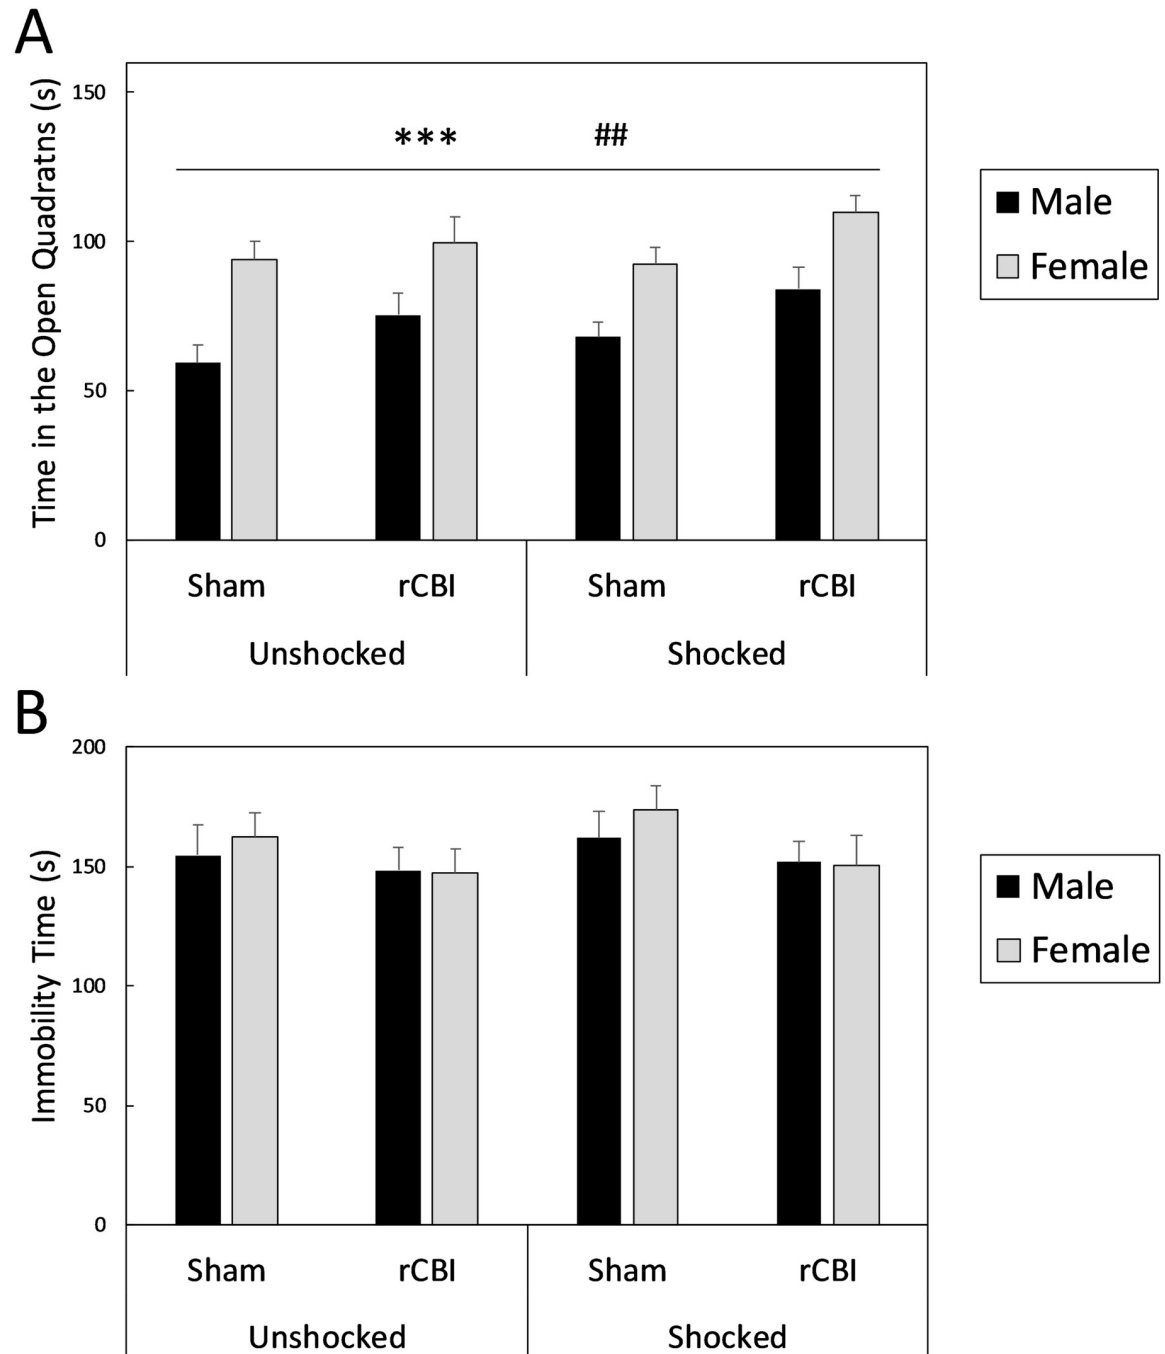 A
Time in the Open Quadratns (s)
150
100
50
0
*** ##
Male
Female
Sham rCBI Sham rCBI
Unshocked Shocked
B
Immobility Time (s)
200
150
100
50
0
Male
Female
Sham rCBI Sham rCBI
Unshocked Shocked